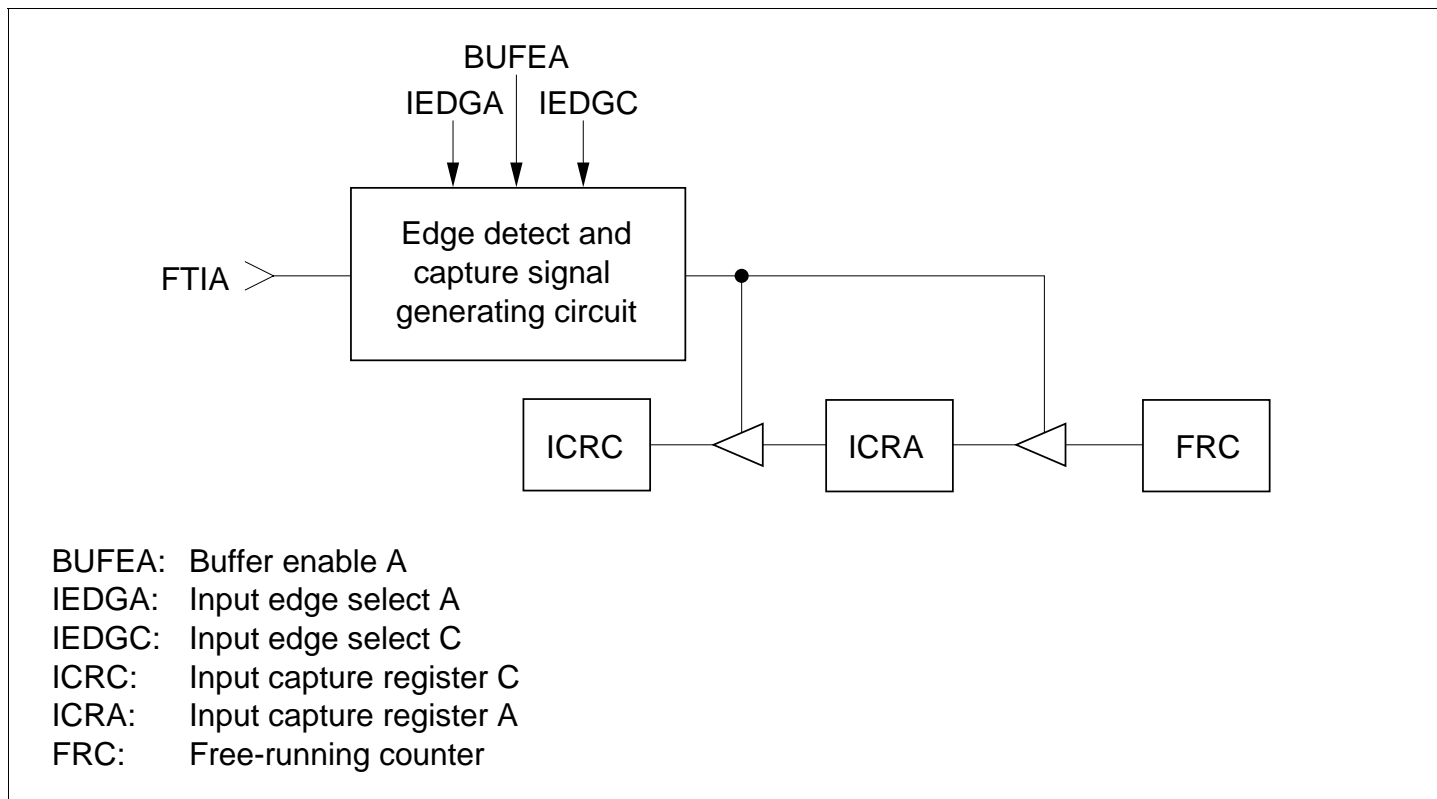 BUFEA
IEDGA IEDGC
Edge detect and
capture signal
generating circuit
FTIA
ICRC ICRA FRC
BUFEA: Buffer enable A
IEDGA: Input edge select A
IEDGC: Input edge select C
ICRC: Input capture register C
ICRA: Input capture register A
FRC: Free-running counter